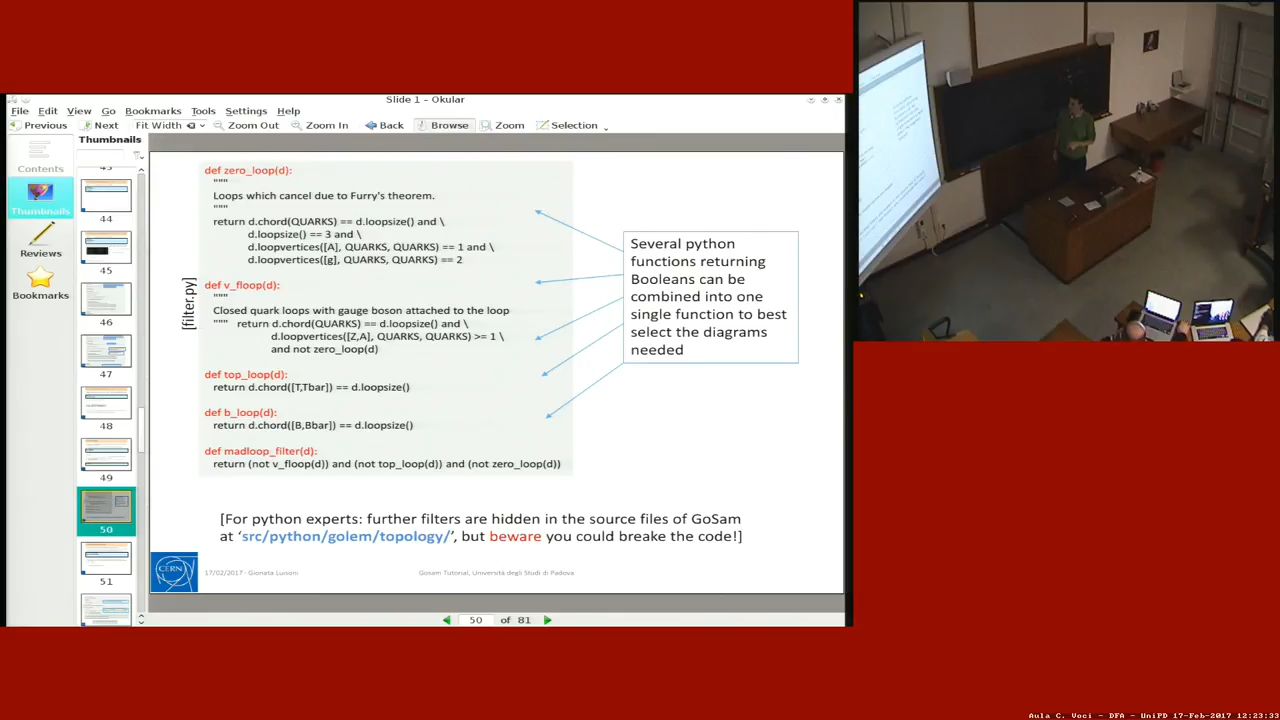 Slide 1 - Okular
File Edit View Go Bookmarks Tools Settings Help
Previous Next Fit Width Zoom Out Zoom In Back Browse Zoom Selection
Contents
Thumbnails
Reviews
Bookmarks
Thumbnails
44
45
46
47
48
49
50
51
[filter.py]
def zero_loop(d):
"""
Loops which cancel due to Furry's theorem.
"""
return d.chord(QUARKS) == d.loopsize() and \
d.loopsize() == 3 and \
d.loopvertices([A], QUARKS, QUARKS) == 1 and \
d.loopvertices([g], QUARKS, QUARKS) == 2
def v_floop(d):
"""
Closed quark loops with gauge boson attached to the loop
""" return d.chord(QUARKS) == d.loopsize() and \
d.loopvertices([Z,A], QUARKS, QUARKS) >= 1 \
and not zero_loop(d)
def top_loop(d):
return d.chord([T,Tbar]) == d.loopsize()
def b_loop(d):
return d.chord([B,Bbar]) == d.loopsize()
def madloop_filter(d):
return (not v_floop(d)) and (not top_loop(d)) and (not zero_loop(d))
Several python
functions returning
Booleans can be
combined into one
single function to best
select the diagrams
needed
[For python experts: further filters are hidden in the source files of GoSam
at 'src/python/golem/topology/', but beware you could breake the code!]
CERN
17/02/2017 - Gionata Luisoni
Gosam Tutorial, Università degli Studi di Padova
50 of 81
Aula C. Voci - DFA - UniPD 17-Feb-2017 12:23:33